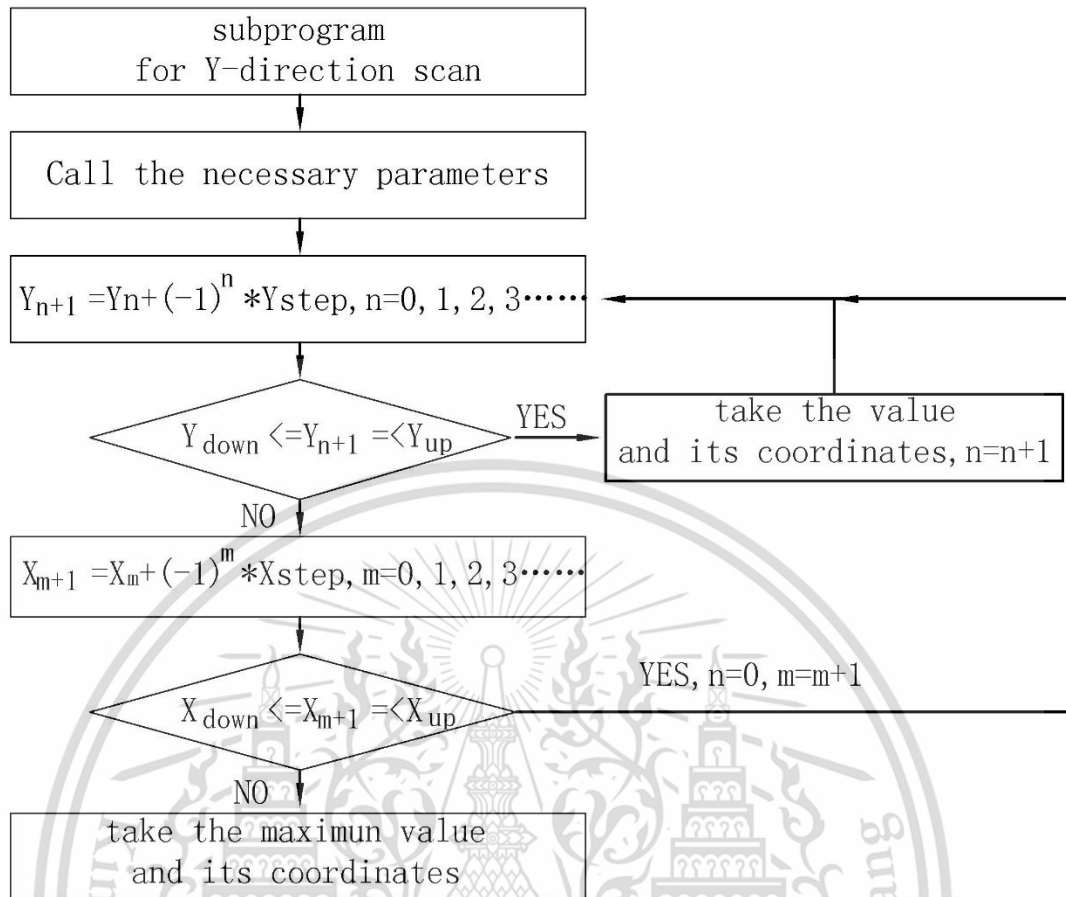 subprogram
for Y-direction scan
Call the necessary parameters
Yn+1 =Yn+(-1)^n *Ystep, n=0, 1, 2, 3······
Ydown <=Yn+1 =<Yup
YES
take the value
and its coordinates, n=n+1
NO
Xm+1 =Xm+(-1)^m *Xstep, m=0, 1, 2, 3······
Xdown <=Xm+1 =<Xup
YES, n=0, m=m+1
NO
take the maximun value
and its coordinates